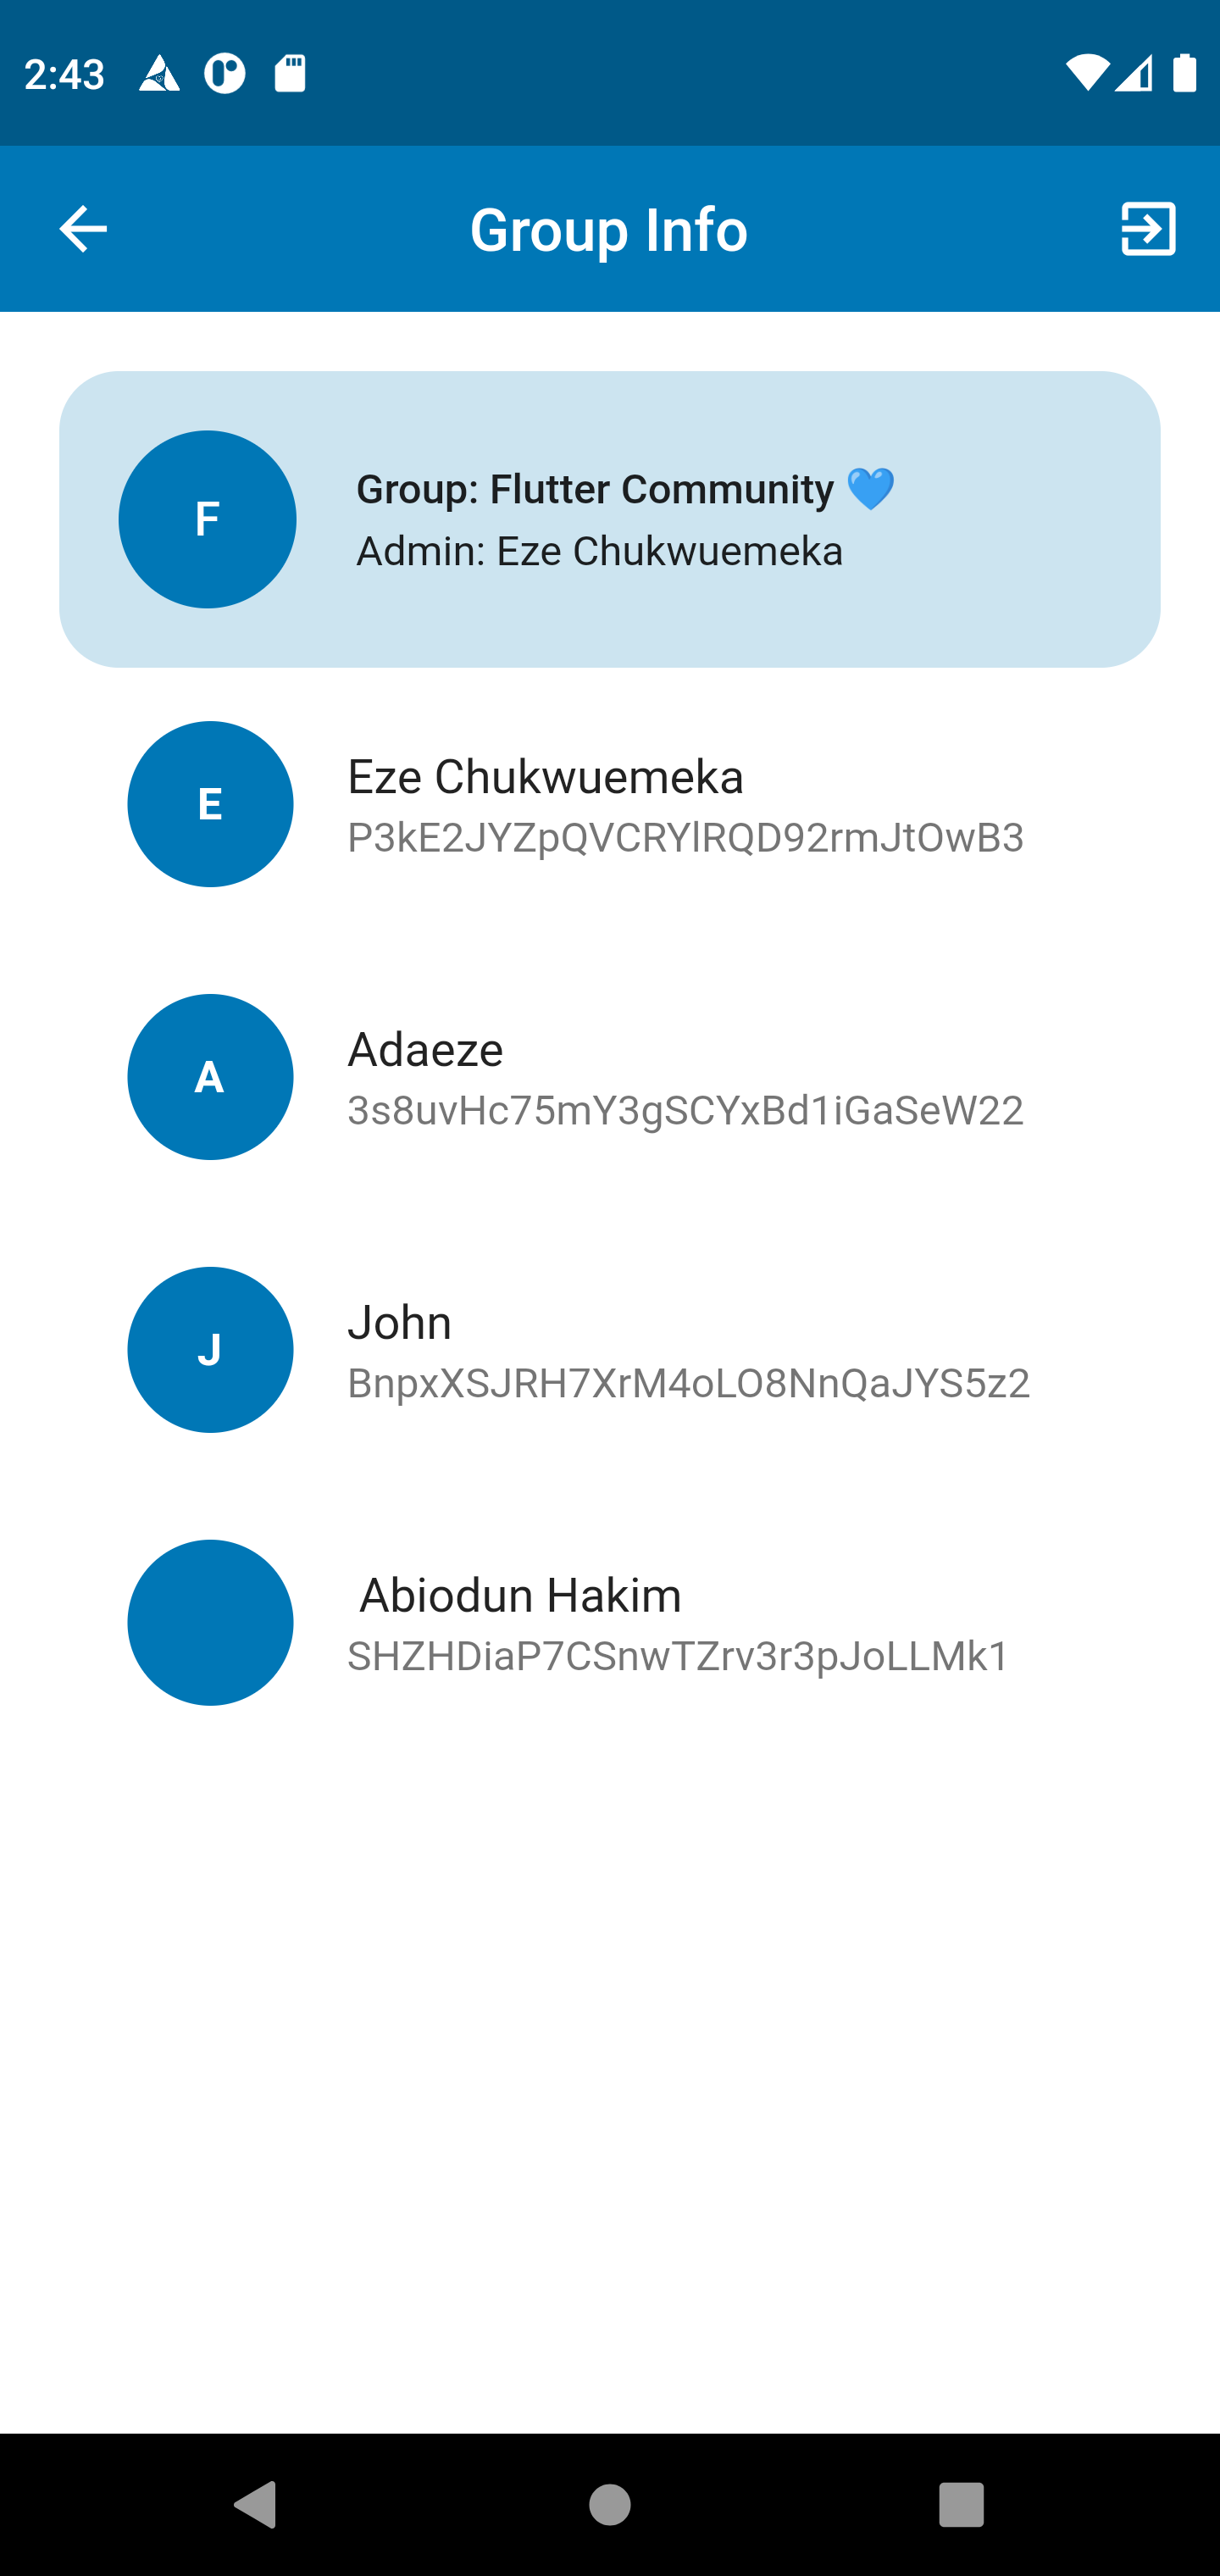 2:43
Group Info
F
Group: Flutter Community 💙
Admin: Eze Chukwuemeka
E
Eze Chukwuemeka
P3kE2JYZpQVCRYlRQD92rmJtOwB3
A
Adaeze
3s8uvHc75mY3gSCYxBd1iGaSeW22
J
John
BnpxXSJRH7XrM4oLO8NnQaJYS5z2
Abiodun Hakim
SHZHDiaP7CSnwTZrv3r3pJoLLMk1